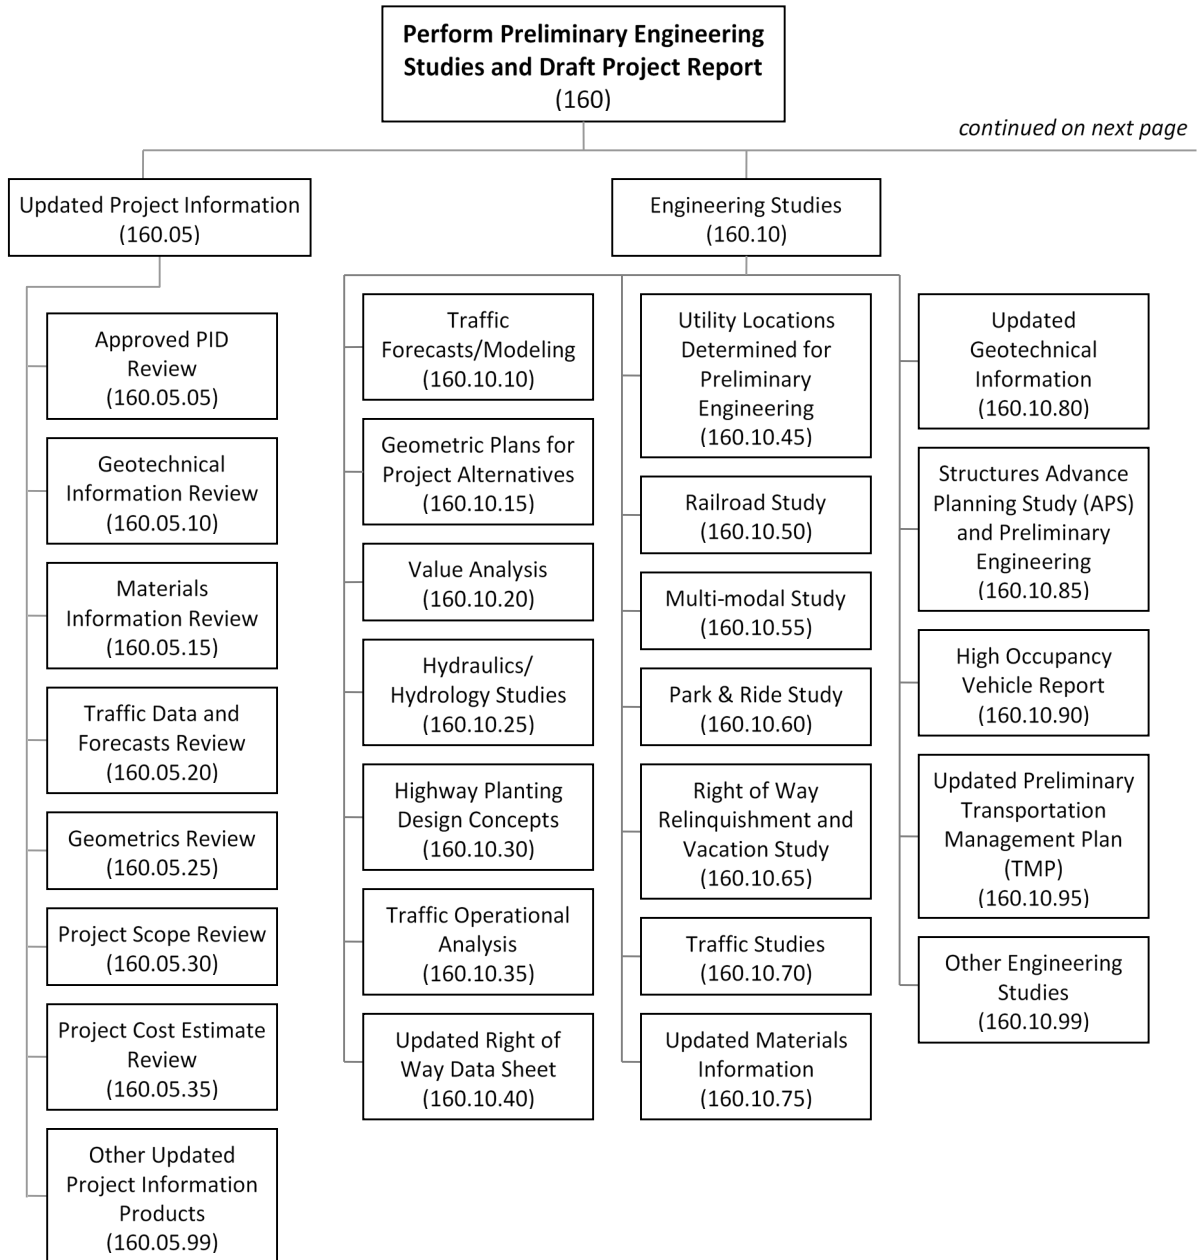 Perform Preliminary Engineering
Studies and Draft Project Report
(160)
continued on next page
Updated Project Information
(160.05)
Engineering Studies
(160.10)
Approved PID
Review
(160.05.05)
Geotechnical
Information Review
(160.05.10)
Materials
Information Review
(160.05.15)
Traffic Data and
Forecasts Review
(160.05.20)
Geometrics Review
(160.05.25)
Project Scope Review
(160.05.30)
Project Cost Estimate
Review
(160.05.35)
Other Updated
Project Information
Products
(160.05.99)
Traffic
Forecasts/Modeling
(160.10.10)
Geometric Plans for
Project Alternatives
(160.10.15)
Value Analysis
(160.10.20)
Hydraulics/
Hydrology Studies
(160.10.25)
Highway Planting
Design Concepts
(160.10.30)
Traffic Operational
Analysis
(160.10.35)
Updated Right of
Way Data Sheet
(160.10.40)
Utility Locations
Determined for
Preliminary
Engineering
(160.10.45)
Railroad Study
(160.10.50)
Multi-modal Study
(160.10.55)
Park & Ride Study
(160.10.60)
Right of Way
Relinquishment and
Vacation Study
(160.10.65)
Traffic Studies
(160.10.70)
Updated Materials
Information
(160.10.75)
Updated
Geotechnical
Information
(160.10.80)
Structures Advance
Planning Study (APS)
and Preliminary
Engineering
(160.10.85)
High Occupancy
Vehicle Report
(160.10.90)
Updated Preliminary
Transportation
Management Plan
(TMP)
(160.10.95)
Other Engineering
Studies
(160.10.99)